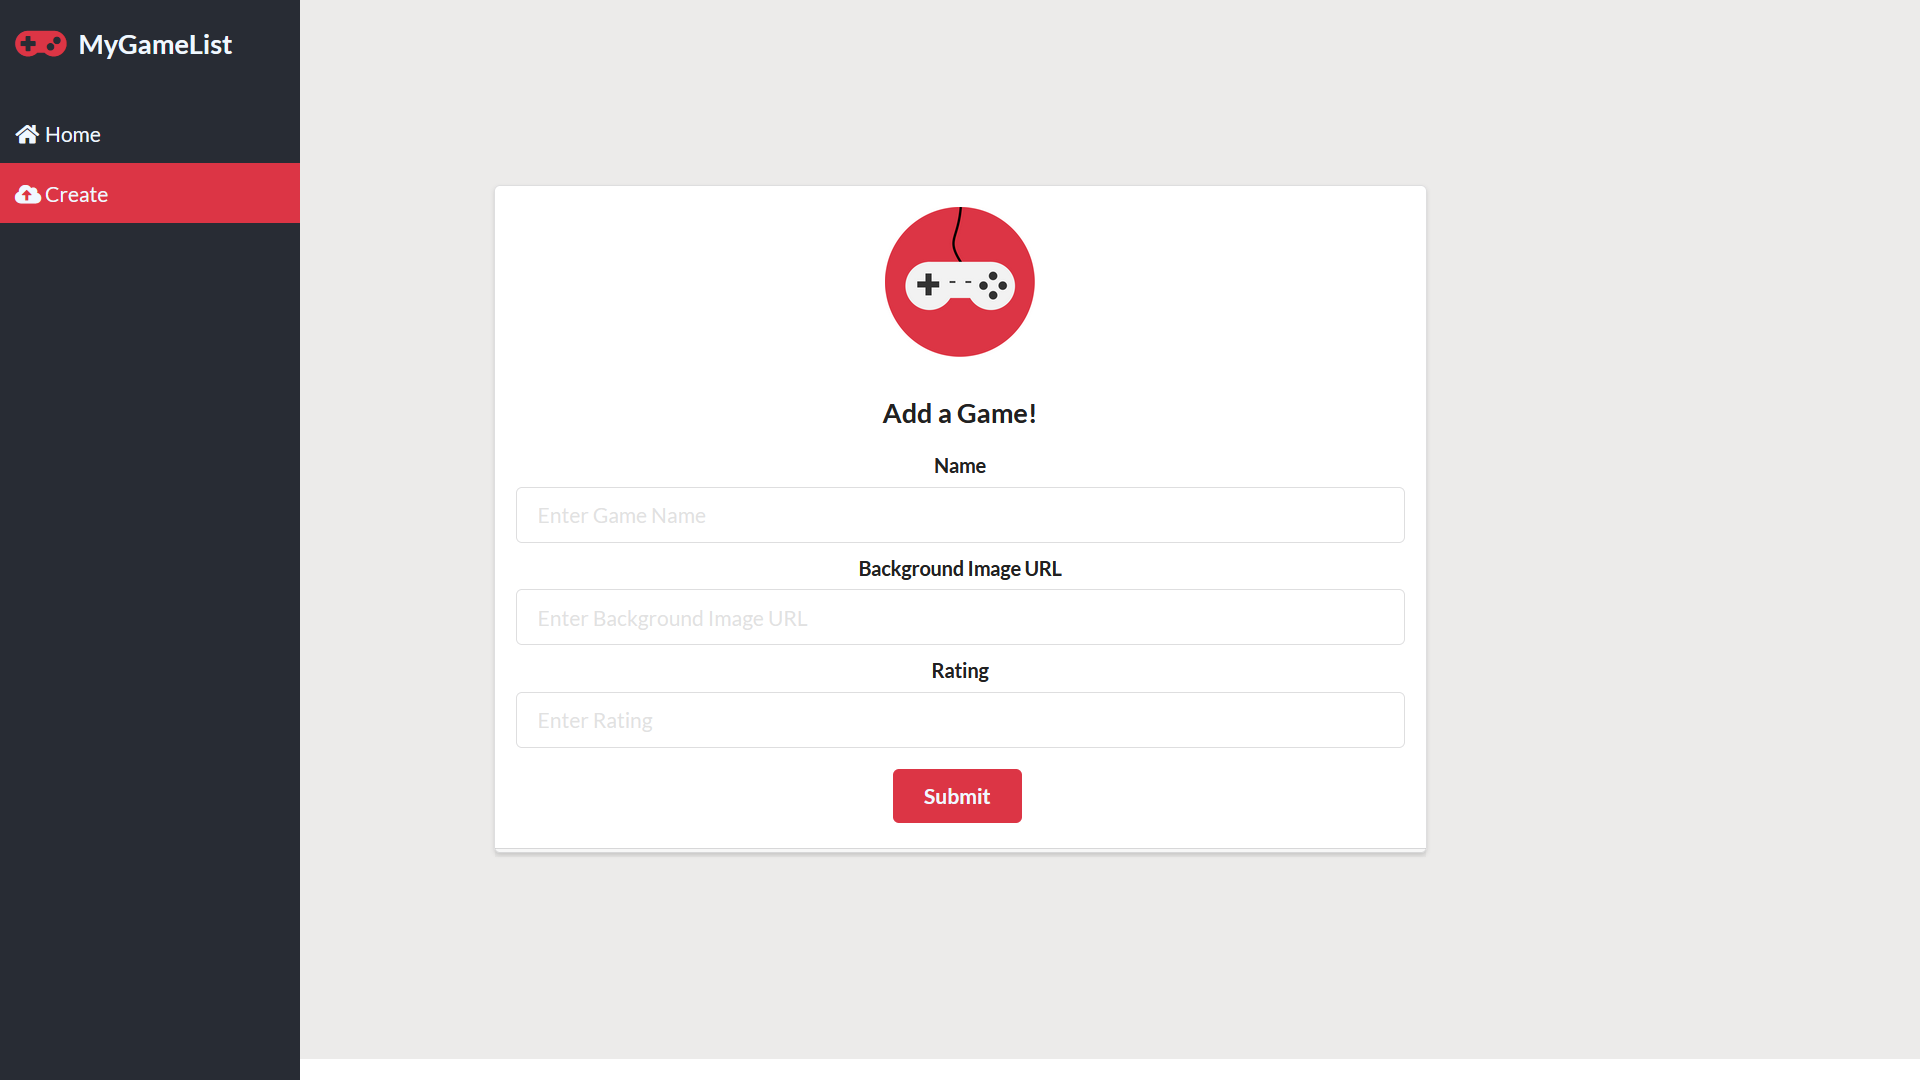 MyGameList
Home
Create
Add a Game!
Name
Enter Game Name
Background Image URL
Enter Background Image URL
Rating
Enter Rating
Submit